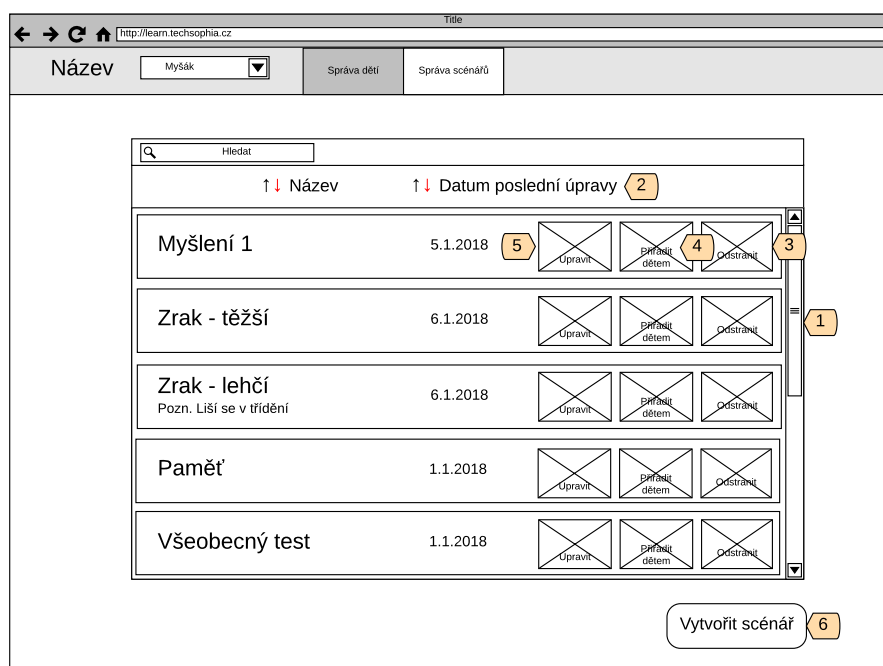 Title
http://learn.techsophia.cz
Název
Myšák
Správa dětí
Správa scénářů
Hledat
↑↓ Název
↑↓ Datum poslední úpravy
2
Myšlení 1
5.1.2018
5
Upravit
Přiřadit
dětem
4
Odstranit
3
Zrak - těžší
6.1.2018
Upravit
Přiřadit
dětem
Odstranit
1
Zrak - lehčí
Pozn. Liší se v třídění
6.1.2018
Upravit
Přiřadit
dětem
Odstranit
Paměť
1.1.2018
Upravit
Přiřadit
dětem
Odstranit
Všeobecný test
1.1.2018
Upravit
Přiřadit
dětem
Odstranit
Vytvořit scénář
6